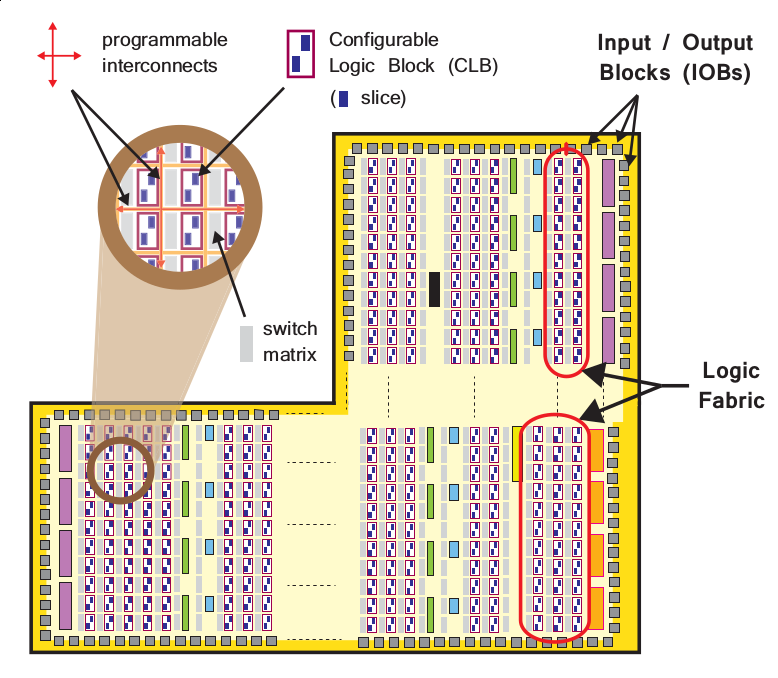 programmable
interconnects
Configurable
Logic Block (CLB)
( slice)
Input / Output
Blocks (IOBs)
switch
matrix
Logic
Fabric